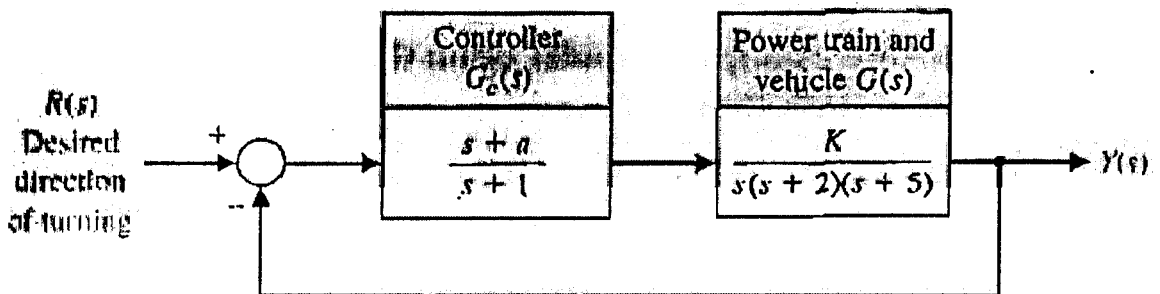 Controller
G_c(s)
Power train and
vehicle G(s)
R(s)
Desired
direction
of turning
+
−
s + a
s + 1
K
s(s + 2)(s + 5)
Y(s)